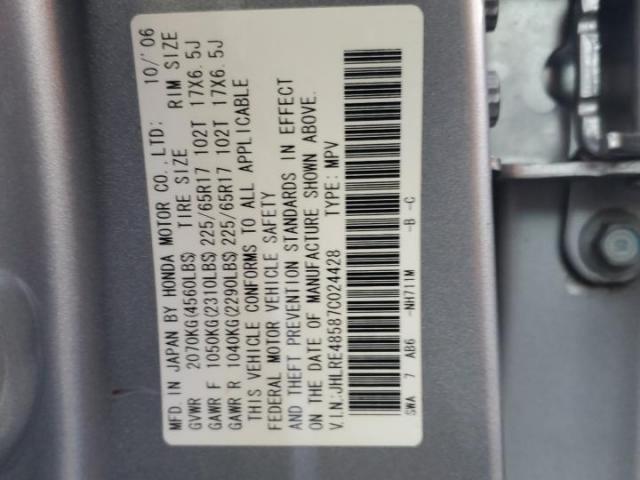 MFD. IN JAPAN BY HONDA MOTOR CO., LTD: 10/'06
GVWR 2070KG(4560LBS) TIRE SIZE RIM SIZE
GAWR F 1050KG(2310LBS) 225/65R17 102T 17X6.5J
GAWR R 1040KG(2290LBS) 225/65R17 102T 17X6.5J
THIS VEHICLE CONFORMS TO ALL APPLICABLE
FEDERAL MOTOR VEHICLE SAFETY
AND THEFT PREVENTION STANDARDS IN EFFECT
ON THE DATE OF MANUFACTURE SHOWN ABOVE.
V.I.N:JHLRE48587C024428 TYPE: MPV
SWA 7 AB6 -NH711M -B -C